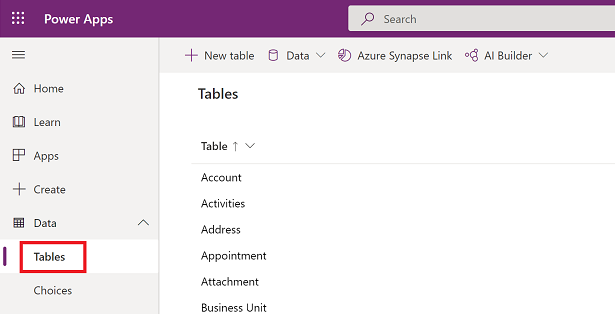 Power Apps
Search
New table Data Azure Synapse Link AI Builder
Home
Learn
Apps
Create
Data
Tables
Choices
Tables
Table
Account
Activities
Address
Appointment
Attachment
Business Unit